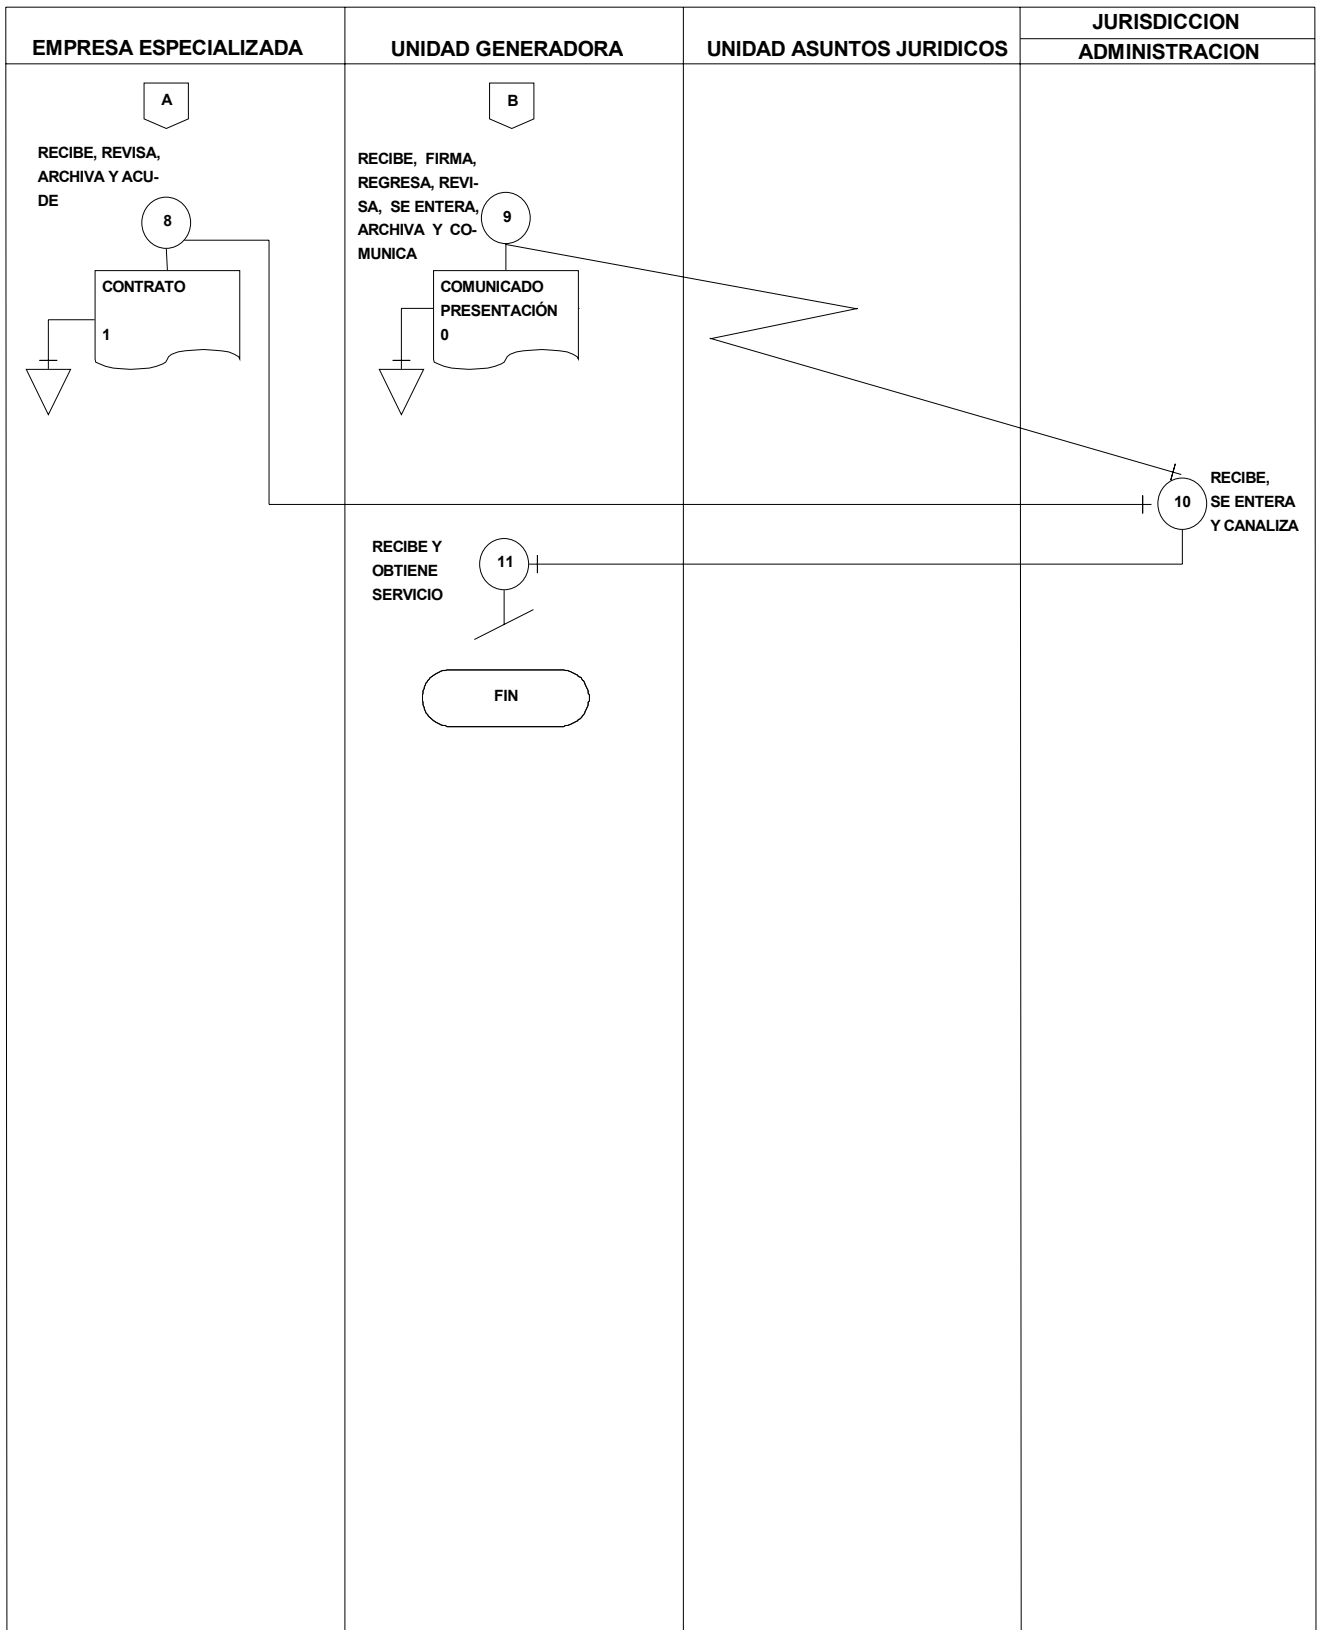 EMPRESA ESPECIALIZADA
UNIDAD GENERADORA
UNIDAD ASUNTOS JURIDICOS
JURISDICCION
ADMINISTRACION
A
RECIBE, REVISA,
ARCHIVA Y ACU-
DE
8
CONTRATO
1
B
RECIBE, FIRMA,
REGRESA, REVI-
SA, SE ENTERA,
ARCHIVA Y CO-
MUNICA
9
COMUNICADO
PRESENTACIÓN
0
10
RECIBE,
SE ENTERA
Y CANALIZA
RECIBE Y
OBTIENE
SERVICIO
11
FIN